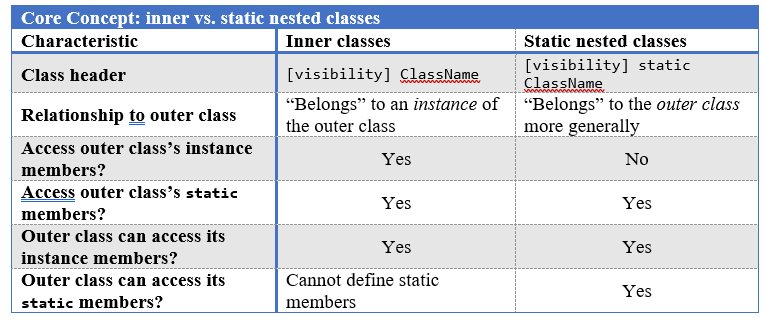 Core Concept: inner vs. static nested classes
Characteristic Inner classes Static nested classes
Class header [visibility] ClassName [visibility] static
ClassName
Relationship to outer class "Belongs" to an instance of "Belongs" to the outer class
the outer class more generally
Access outer class's instance
members? Yes No
Access outer class's static
members? Yes Yes
Outer class can access its
instance members? Yes Yes
Outer class can access its Cannot define static
static members? members Yes